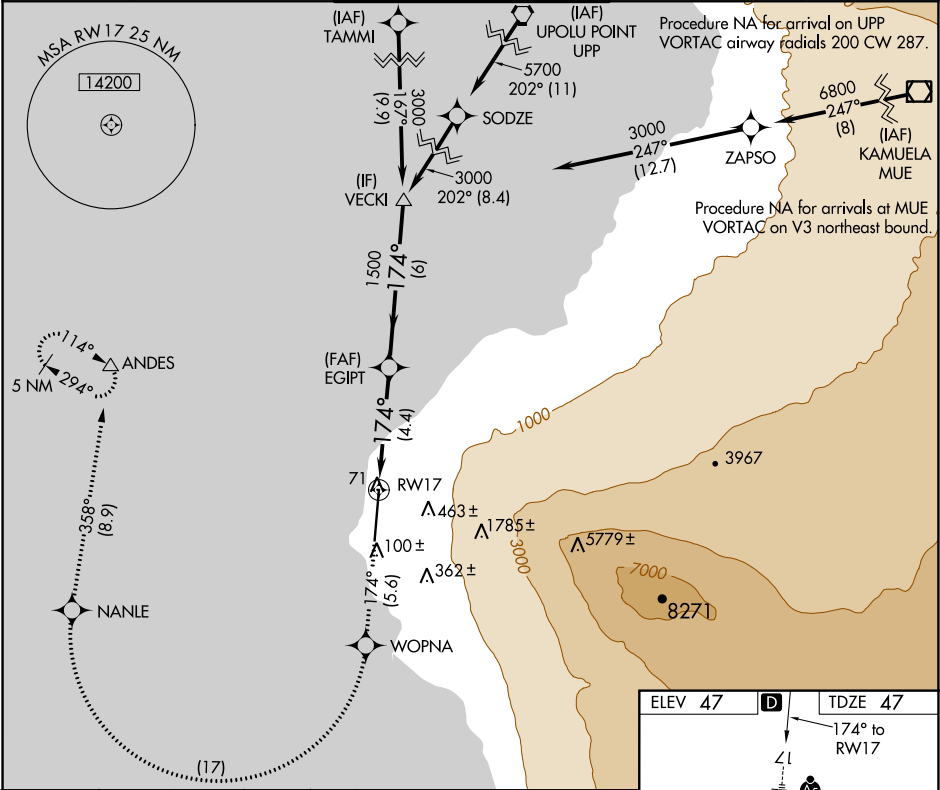 MSA RW17 25 NM
14200
(IAF)
TAMMI
(IAF)
UPOLU POINT
UPP
Procedure NA for arrival on UPP
VORTAC airway radials 200 CW 287.
5700
202° (11)
3000
167°
(9.9)
SODZE
3000
202° (8.4)
6800
247°
(8)
(IAF)
KAMUELA
MUE
3000
247°
(12.7)
ZAPSO
(IF)
VECKI
Procedure NA for arrivals at MUE
VORTAC on V3 northeast bound.
1500
174°
(6)
114°
294°
5 NM
ANDES
(FAF)
EGIPT
174°
(4.4)
1000
3967
71
RW17
463±
1785±
3000
5779±
358°
(8.9)
100±
362±
7000
8271
174°
(5.6)
NANLE
WOPNA
(17)
ELEV 47
D
TDZE 47
174° to
RW17
17